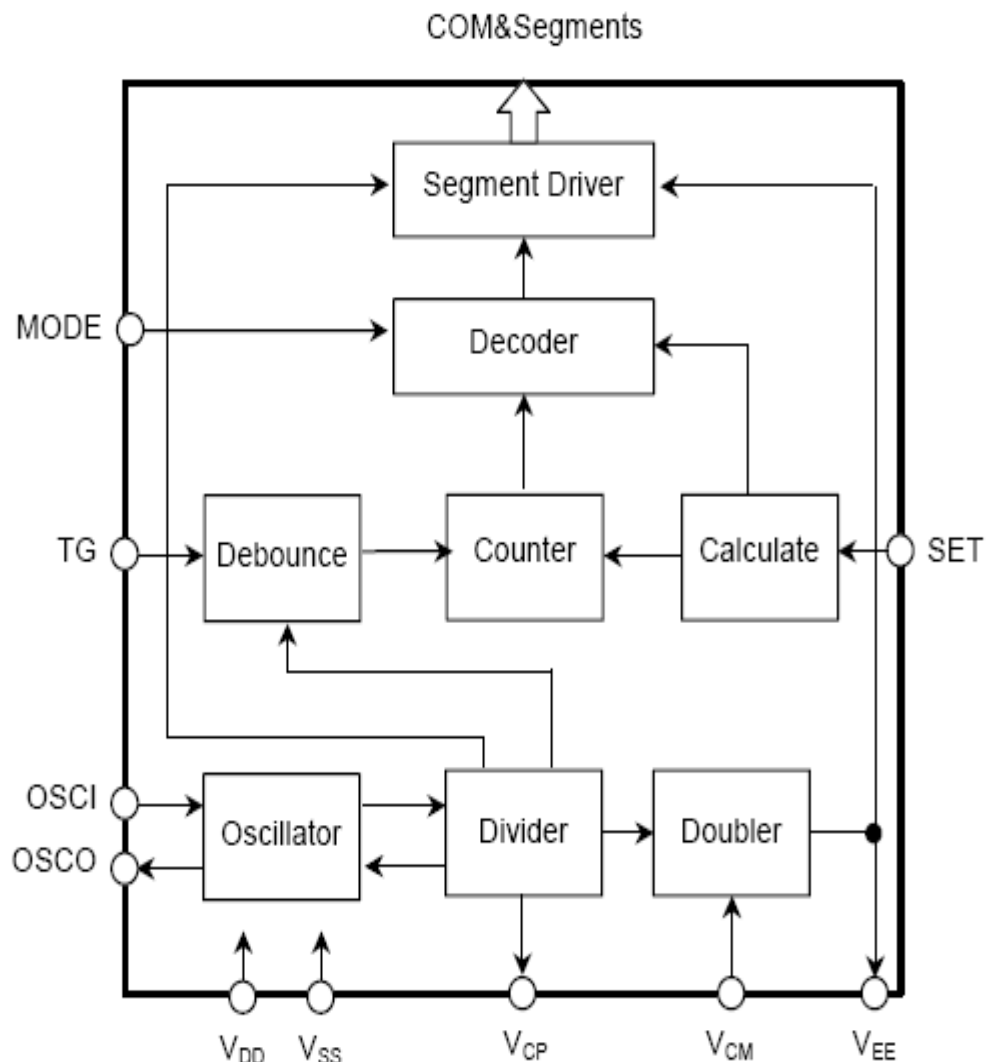 COM&Segments
Segment Driver
MODE
Decoder
TG
Debounce
Counter
Calculate
SET
OSCI
OSCO
Oscillator
Divider
Doubler
VDD
VSS
VCP
VCM
VEE